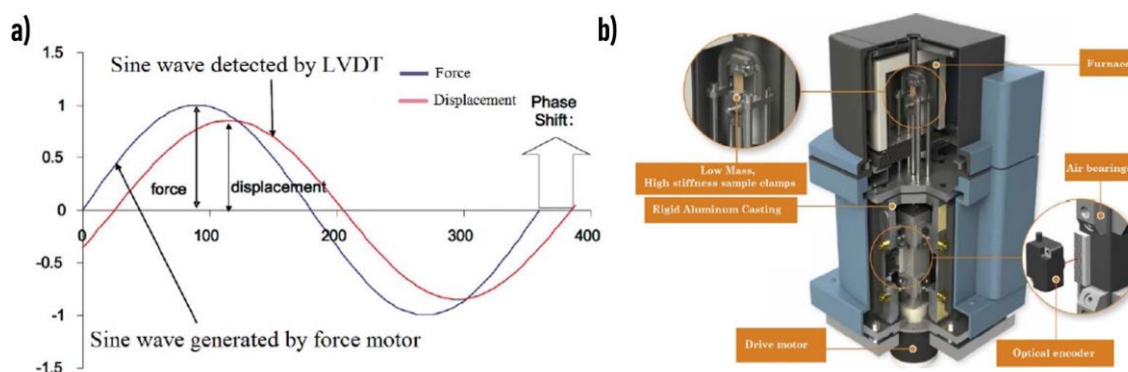 a)
1.5
1
0.5
0
-0.5
-1
-1.5
0
100
200
300
400
Sine wave detected by LVDT
Force
Displacement
Phase
Shift:
force
displacement
Sine wave generated by force motor
b)
Furnace
Low Mass,
High stiffness sample clamps
Rigid Aluminum Casting
Air bearings
Drive motor
Optical encoder